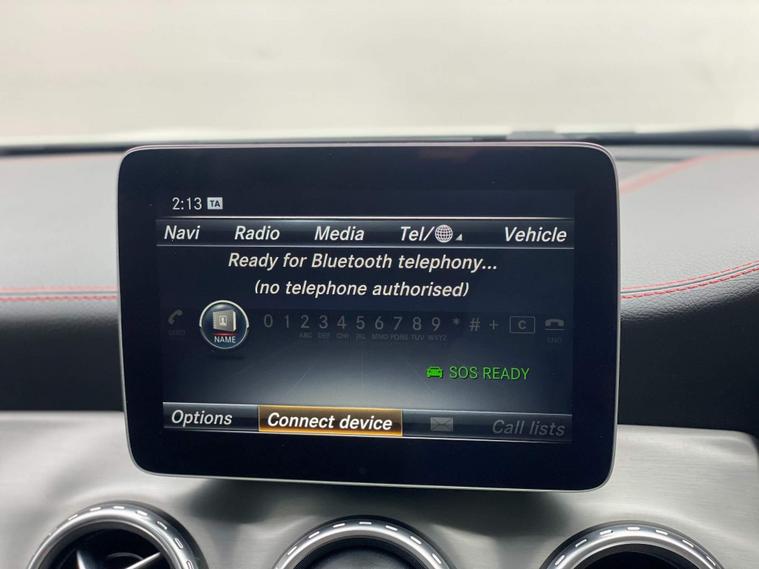 2:13 TA
Navi Radio Media Tel/ Vehicle
Ready for Bluetooth telephony...
(no telephone authorised)
NAME 0 1 2 3 4 5 6 7 8 9 * # + C
ABC DEF GHI JKL MNO PQRS TUV WXYZ
SOS READY
Options Connect device Call lists